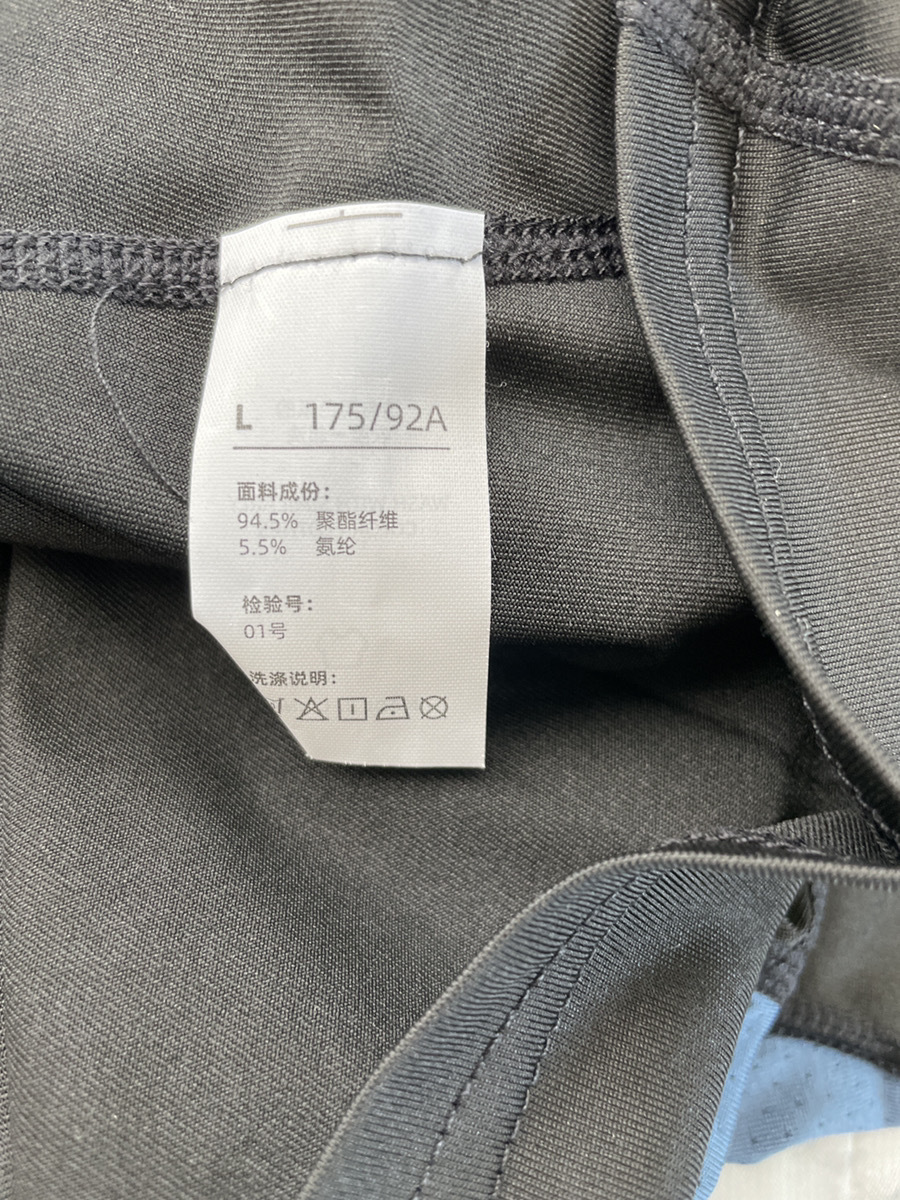 L 175/92A
面料成份：
94.5% 聚酯纤维
5.5% 氨纶
检验号：
01号
洗涤说明：